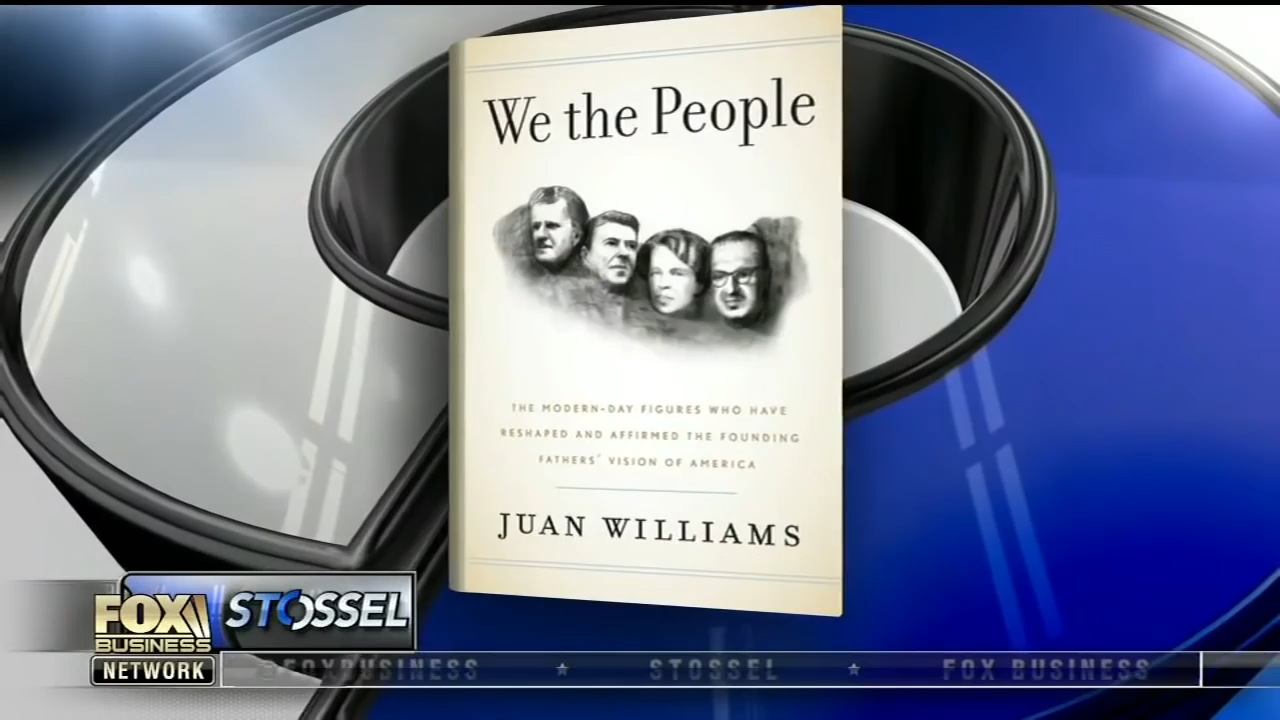 We the People
THE MODERN-DAY FIGURES WHO HAVE
RESHAPED AND AFFIRMED THE FOUNDING
FATHERS' VISION OF AMERICA
JUAN WILLIAMS
FOX
BUSINESS
NETWORK
STOSSEL
@FOXBUSINESS ★ STOSSEL ★ FOX BUSINESS